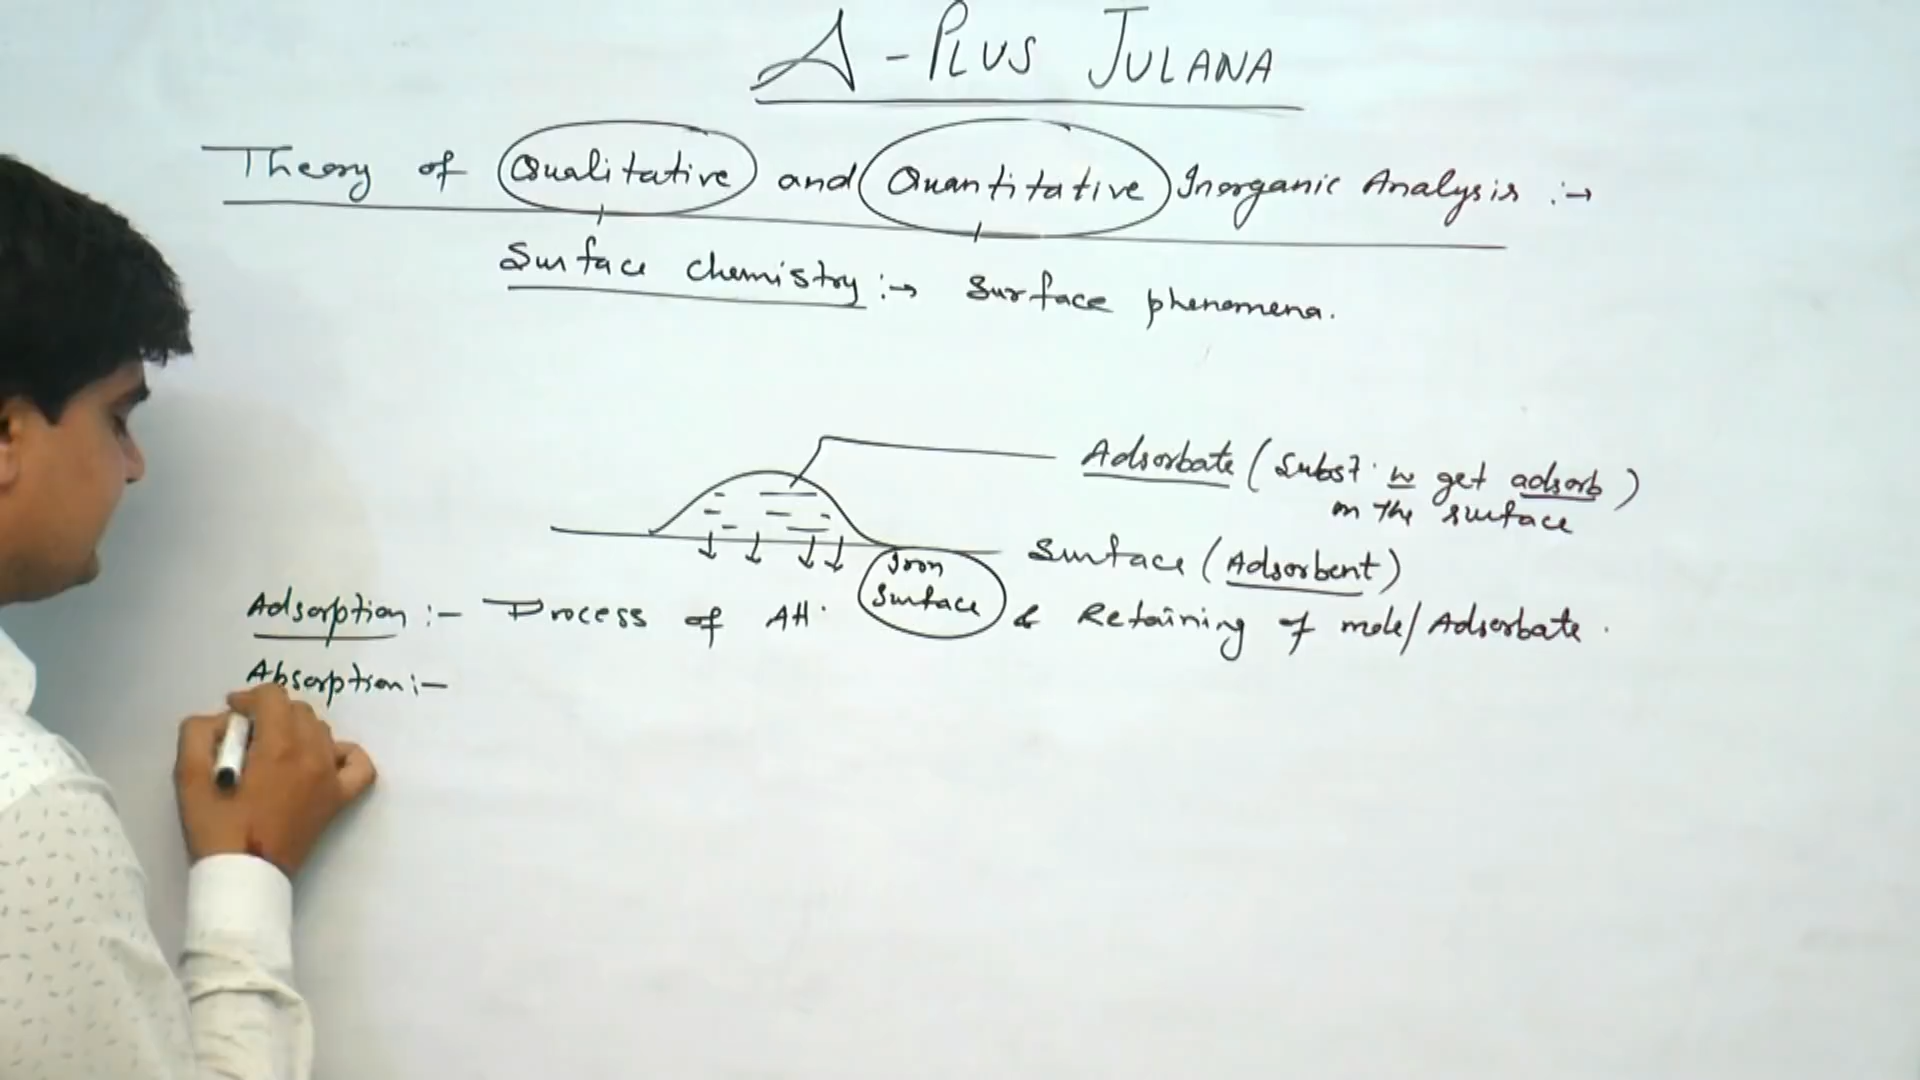 A-PLUS JULANA
Theory of Qualitative and Quantitative Inorganic Analysis :→
Surface chemistry :→ Surface phenomena.
Adsorbate (Subst. w get adsorb)
on the surface
Surface (Adsorbent)
Iron
Surface
Adsorption :- Process of Att. & Retaining of mole/Adsorbate.
Absorption :-